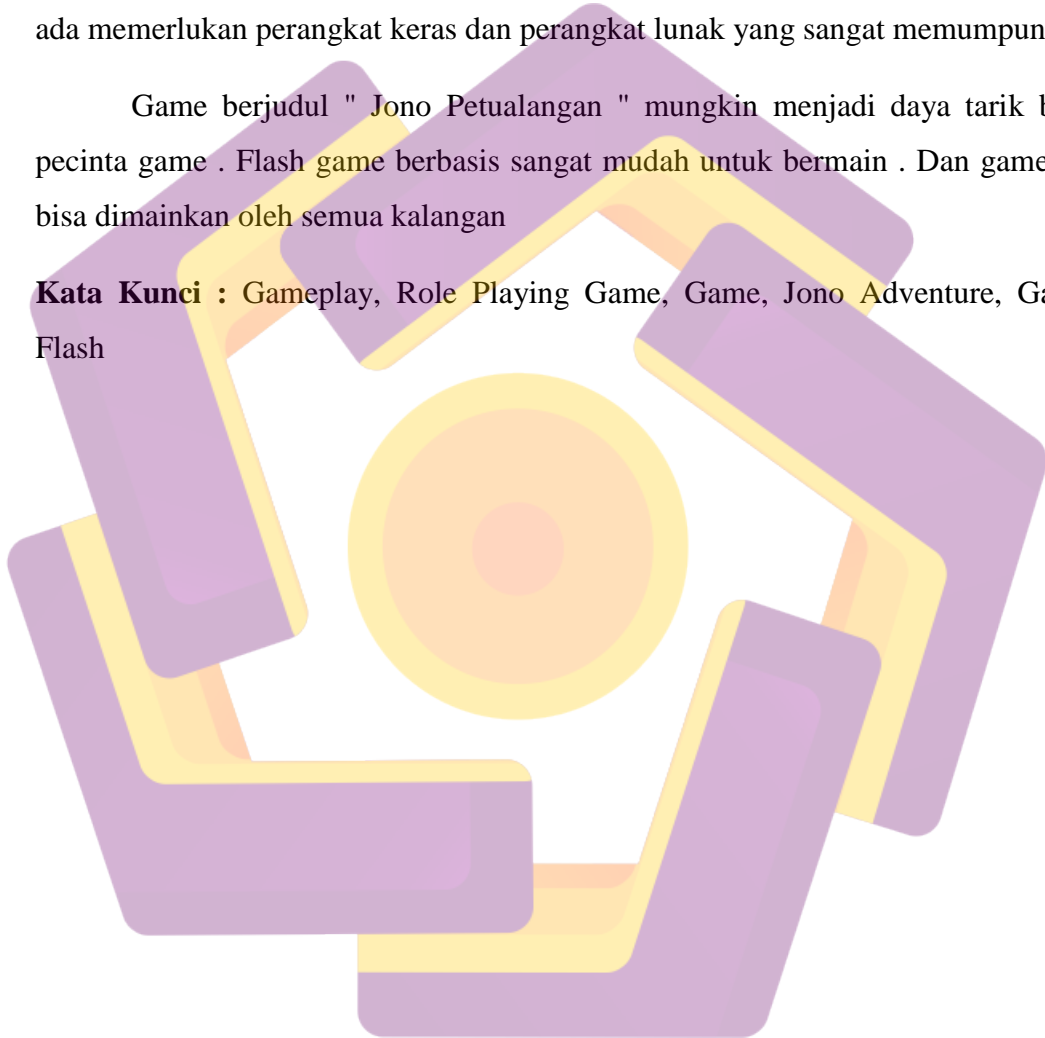 ada memerlukan perangkat keras dan perangkat lunak yang sangat memumpun
Game berjudul " Jono Petualangan " mungkin menjadi daya tarik b
pecinta game . Flash game berbasis sangat mudah untuk bermain . Dan game
bisa dimainkan oleh semua kalangan
Kata Kunci : Gameplay, Role Playing Game, Game, Jono Adventure, Ga
Flash